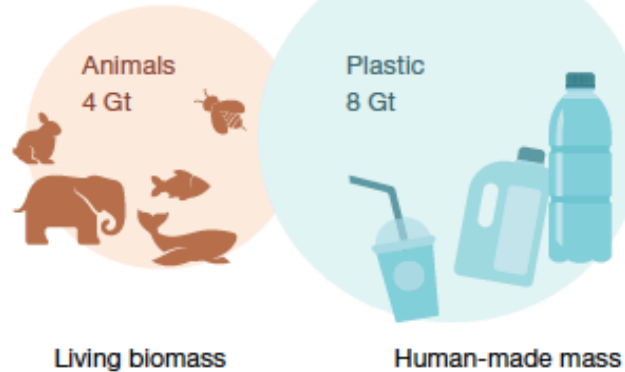 Animals
4 Gt
Plastic
8 Gt
Living biomass
Human-made mass